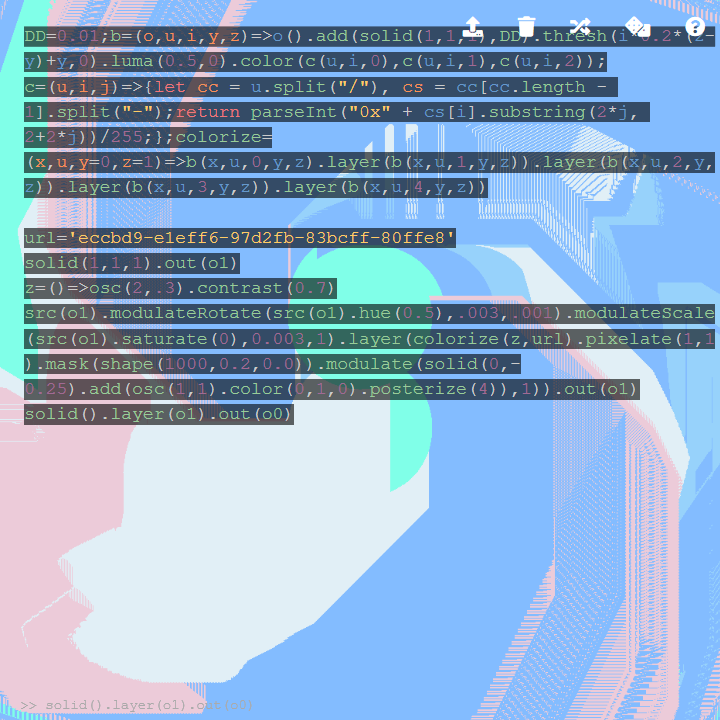 DD=0.01;b=(o,u,i,y,z)=>o().add(solid(1,1,1),DD).thresh(i*0.2*(z-
y)+y,0).luma(0.5,0).color(c(u,i,0),c(u,i,1),c(u,i,2));
c=(u,i,j)=>{let cc = u.split("/"), cs = cc[cc.length -
1].split("-");return parseInt("0x" + cs[i].substring(2*j,
2+2*j))/255;};colorize=
(x,u,y=0,z=1)=>b(x,u,0,y,z).layer(b(x,u,1,y,z)).layer(b(x,u,2,y,
z)).layer(b(x,u,3,y,z)).layer(b(x,u,4,y,z))
url='eccbd9-e1eff6-97d2fb-83bcff-80ffe8'
solid(1,1,1).out(o1)
z=()=>osc(2,.3).contrast(0.7)
src(o1).modulateRotate(src(o1).hue(0.5),.003,.001).modulateScale
(src(o1).saturate(0),0.003,1).layer(colorize(z,url).pixelate(1,1
).mask(shape(1000,0.2,0.0)).modulate(solid(0,-
0.25).add(osc(1,1).color(0,1,0).posterize(4)),1)).out(o1)
solid().layer(o1).out(o0)
>> solid().layer(o1).out(o0)